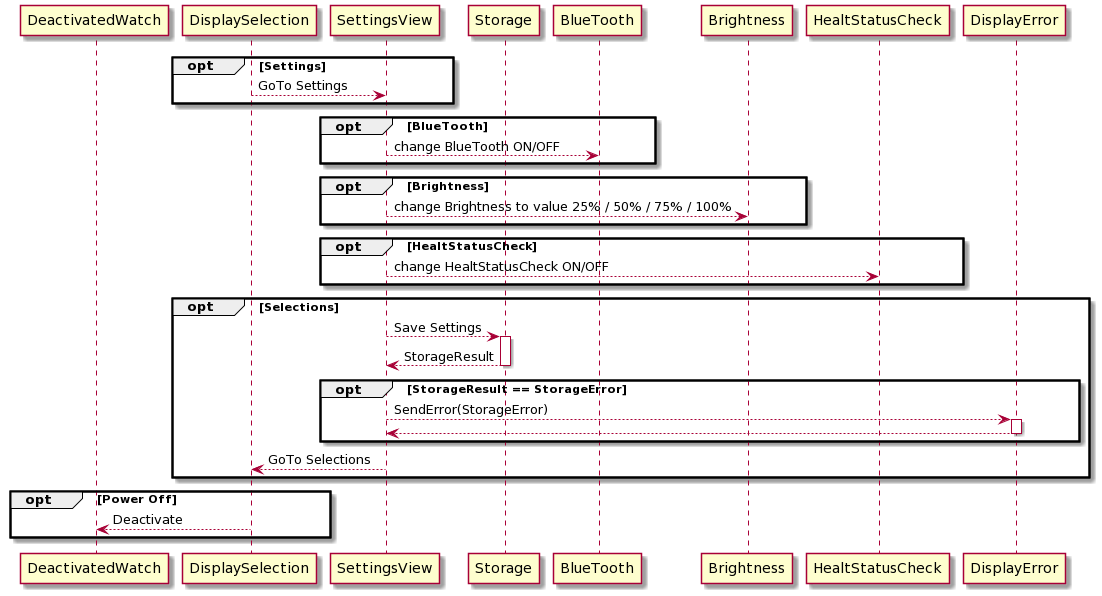 DeactivatedWatch DisplaySelection SettingsView Storage BlueTooth Brightness HealtStatusCheck DisplayError
opt [Settings]
GoTo Settings
opt [BlueTooth]
change BlueTooth ON/OFF
opt [Brightness]
change Brightness to value 25% / 50% / 75% / 100%
opt [HealtStatusCheck]
change HealtStatusCheck ON/OFF
opt [Selections]
Save Settings
StorageResult
opt [StorageResult == StorageError]
SendError(StorageError)
GoTo Selections
opt [Power Off]
Deactivate
DeactivatedWatch DisplaySelection SettingsView Storage BlueTooth Brightness HealtStatusCheck DisplayError